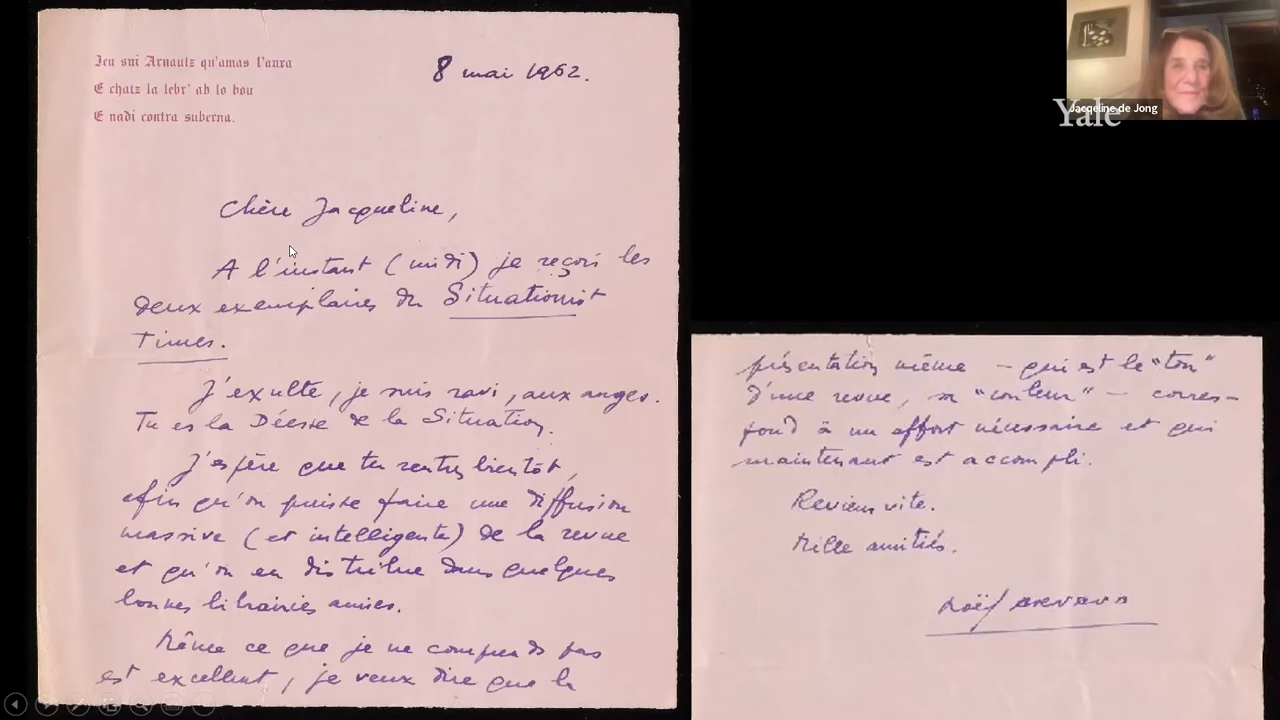 Ieu sui Arnautz qu'amas l'aura
E chatz la lebr' ab lo bou
E nadi contra suberna.
8 mai 1962.
Chère Jacqueline,
A l'instant (midi) je reçois les
deux exemplaires du Situationist
Times.
J'exulte, je suis ravi, aux anges.
Tu es la Déesse de la Situation.
J'espère que tu rentres bientôt,
afin qu'on puisse faire une diffusion
massive (et intelligente) de la revue
et qu'on en distribue dans quelques
bonnes librairies amies.
Même ce que je ne comprends pas
est excellent, je veux dire que la
présentation même – qui est le "ton"
d'une revue, sa "couleur" – corres-
pond à un effort nécessaire et qui
maintenant est accompli.
Reviens vite.
Mille amitiés.
Noël Arnaud
Jacqeline de Jong
Yale